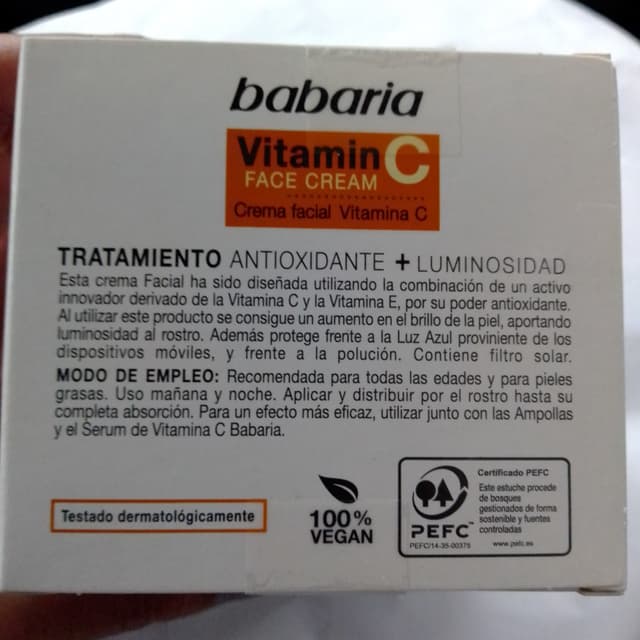 babaria
Vitamin C
FACE CREAM
Crema facial Vitamina C
TRATAMIENTO ANTIOXIDANTE + LUMINOSIDAD
Esta crema Facial ha sido diseñada utilizando la combinación de un activo
innovador derivado de la Vitamina C y la Vitamina E, por su poder antioxidante.
Al utilizar este producto se consigue un aumento en el brillo de la piel, aportando
luminosidad al rostro. Además protege frente a la Luz Azul proviniente de los
dispositivos móviles, y frente a la polución. Contiene filtro solar.
MODO DE EMPLEO: Recomendada para todas las edades y para pieles
grasas. Uso mañana y noche. Aplicar y distribuir por el rostro hasta su
completa absorción. Para un efecto más eficaz, utilizar junto con las Ampollas
y el Serum de Vitamina C Babaria.
Testado dermatológicamente
100%
VEGAN
PEFC™
PEFC/14-35-00375
Certificado PEFC
Este estuche procede
de bosques
gestionados de forma
sostenible y fuentes
controladas
www.pefc.es